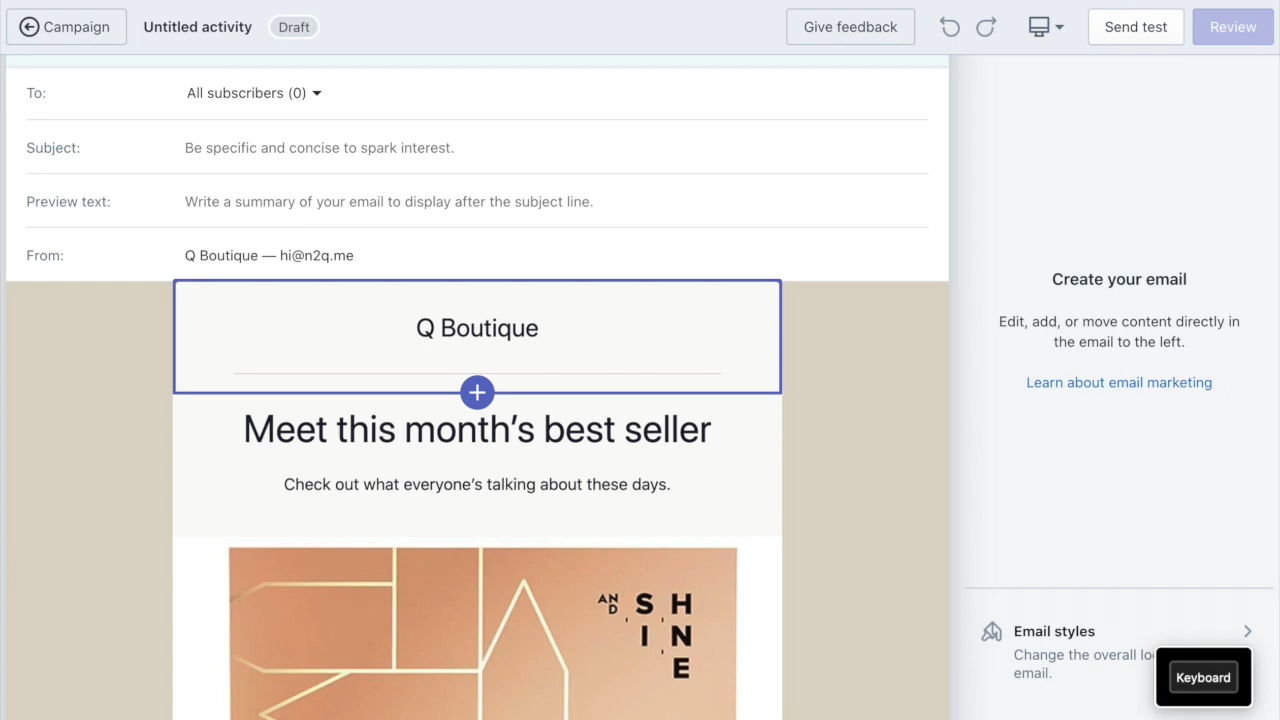 Campaign Untitled activity Draft Give feedback Send test Review
To: All subscribers (0)
Subject: Be specific and concise to spark interest.
Preview text: Write a summary of your email to display after the subject line.
From: Q Boutique — hi@n2q.me
Q Boutique
Meet this month's best seller
Check out what everyone's talking about these days.
AND SHINE
Create your email
Edit, add, or move content directly in
the email to the left.
Learn about email marketing
Email styles
Change the overall
email.
Keyboard